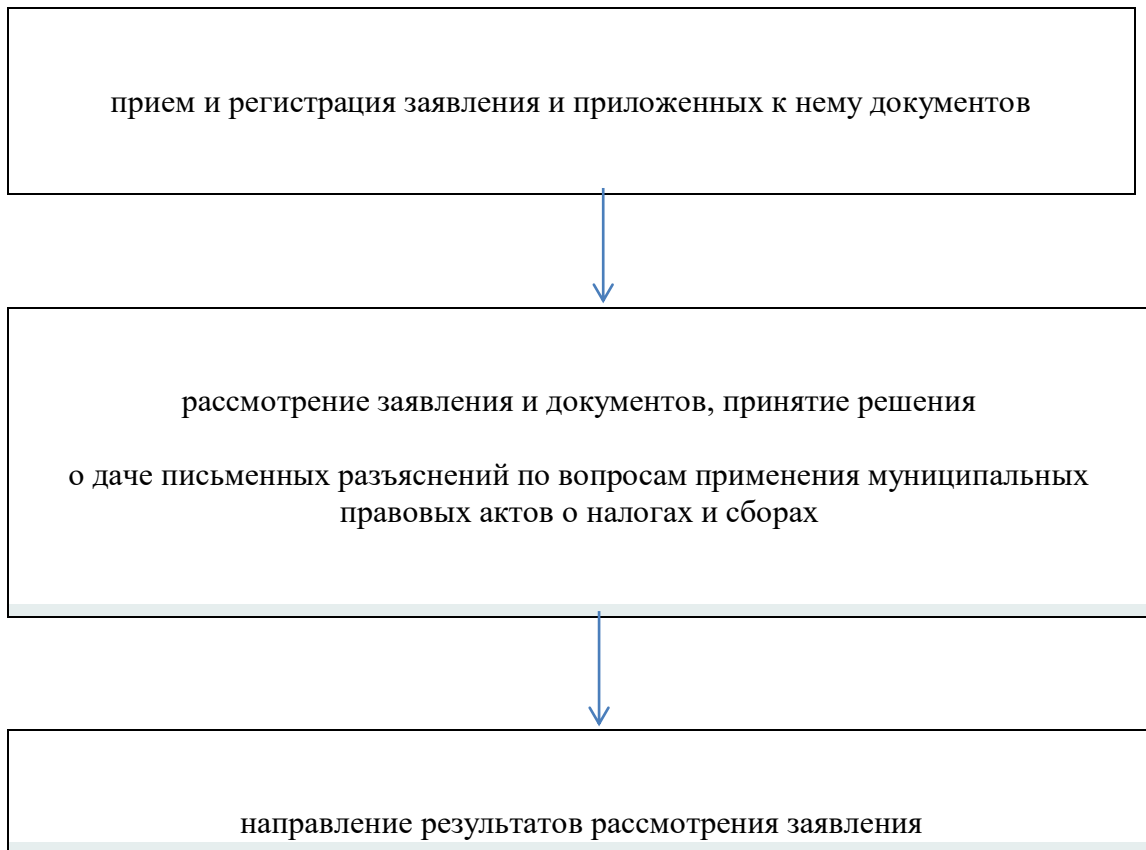 прием и регистрация заявления и приложенных к нему документов
рассмотрение заявления и документов, принятие решения
о даче письменных разъяснений по вопросам применения муниципальных
правовых актов о налогах и сборах
направление результатов рассмотрения заявления